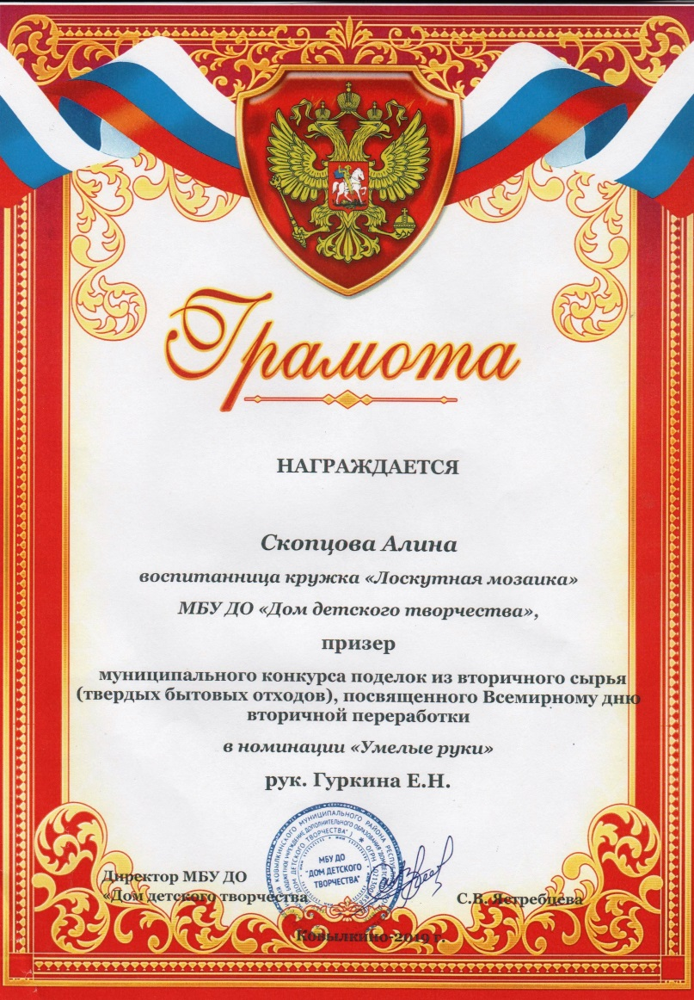 Грамота
НАГРАЖДАЕТСЯ
Скопцова Алина
воспитанница кружка «Лоскутная мозаика»
МБУ ДО «Дом детского творчества»,
призер
муниципального конкурса поделок из вторичного сырья
(твердых бытовых отходов), посвященного Всемирному дню
вторичной переработки
в номинации «Умелые руки»
рук. Гуркина Е.Н.
МБУ ДО
"ДОМ ДЕТСКОГО
ТВОРЧЕСТВА"
Директор МБУ ДО
«Дом детского творчества
С.В. Ястребцева
Ковылкино-2019 г.